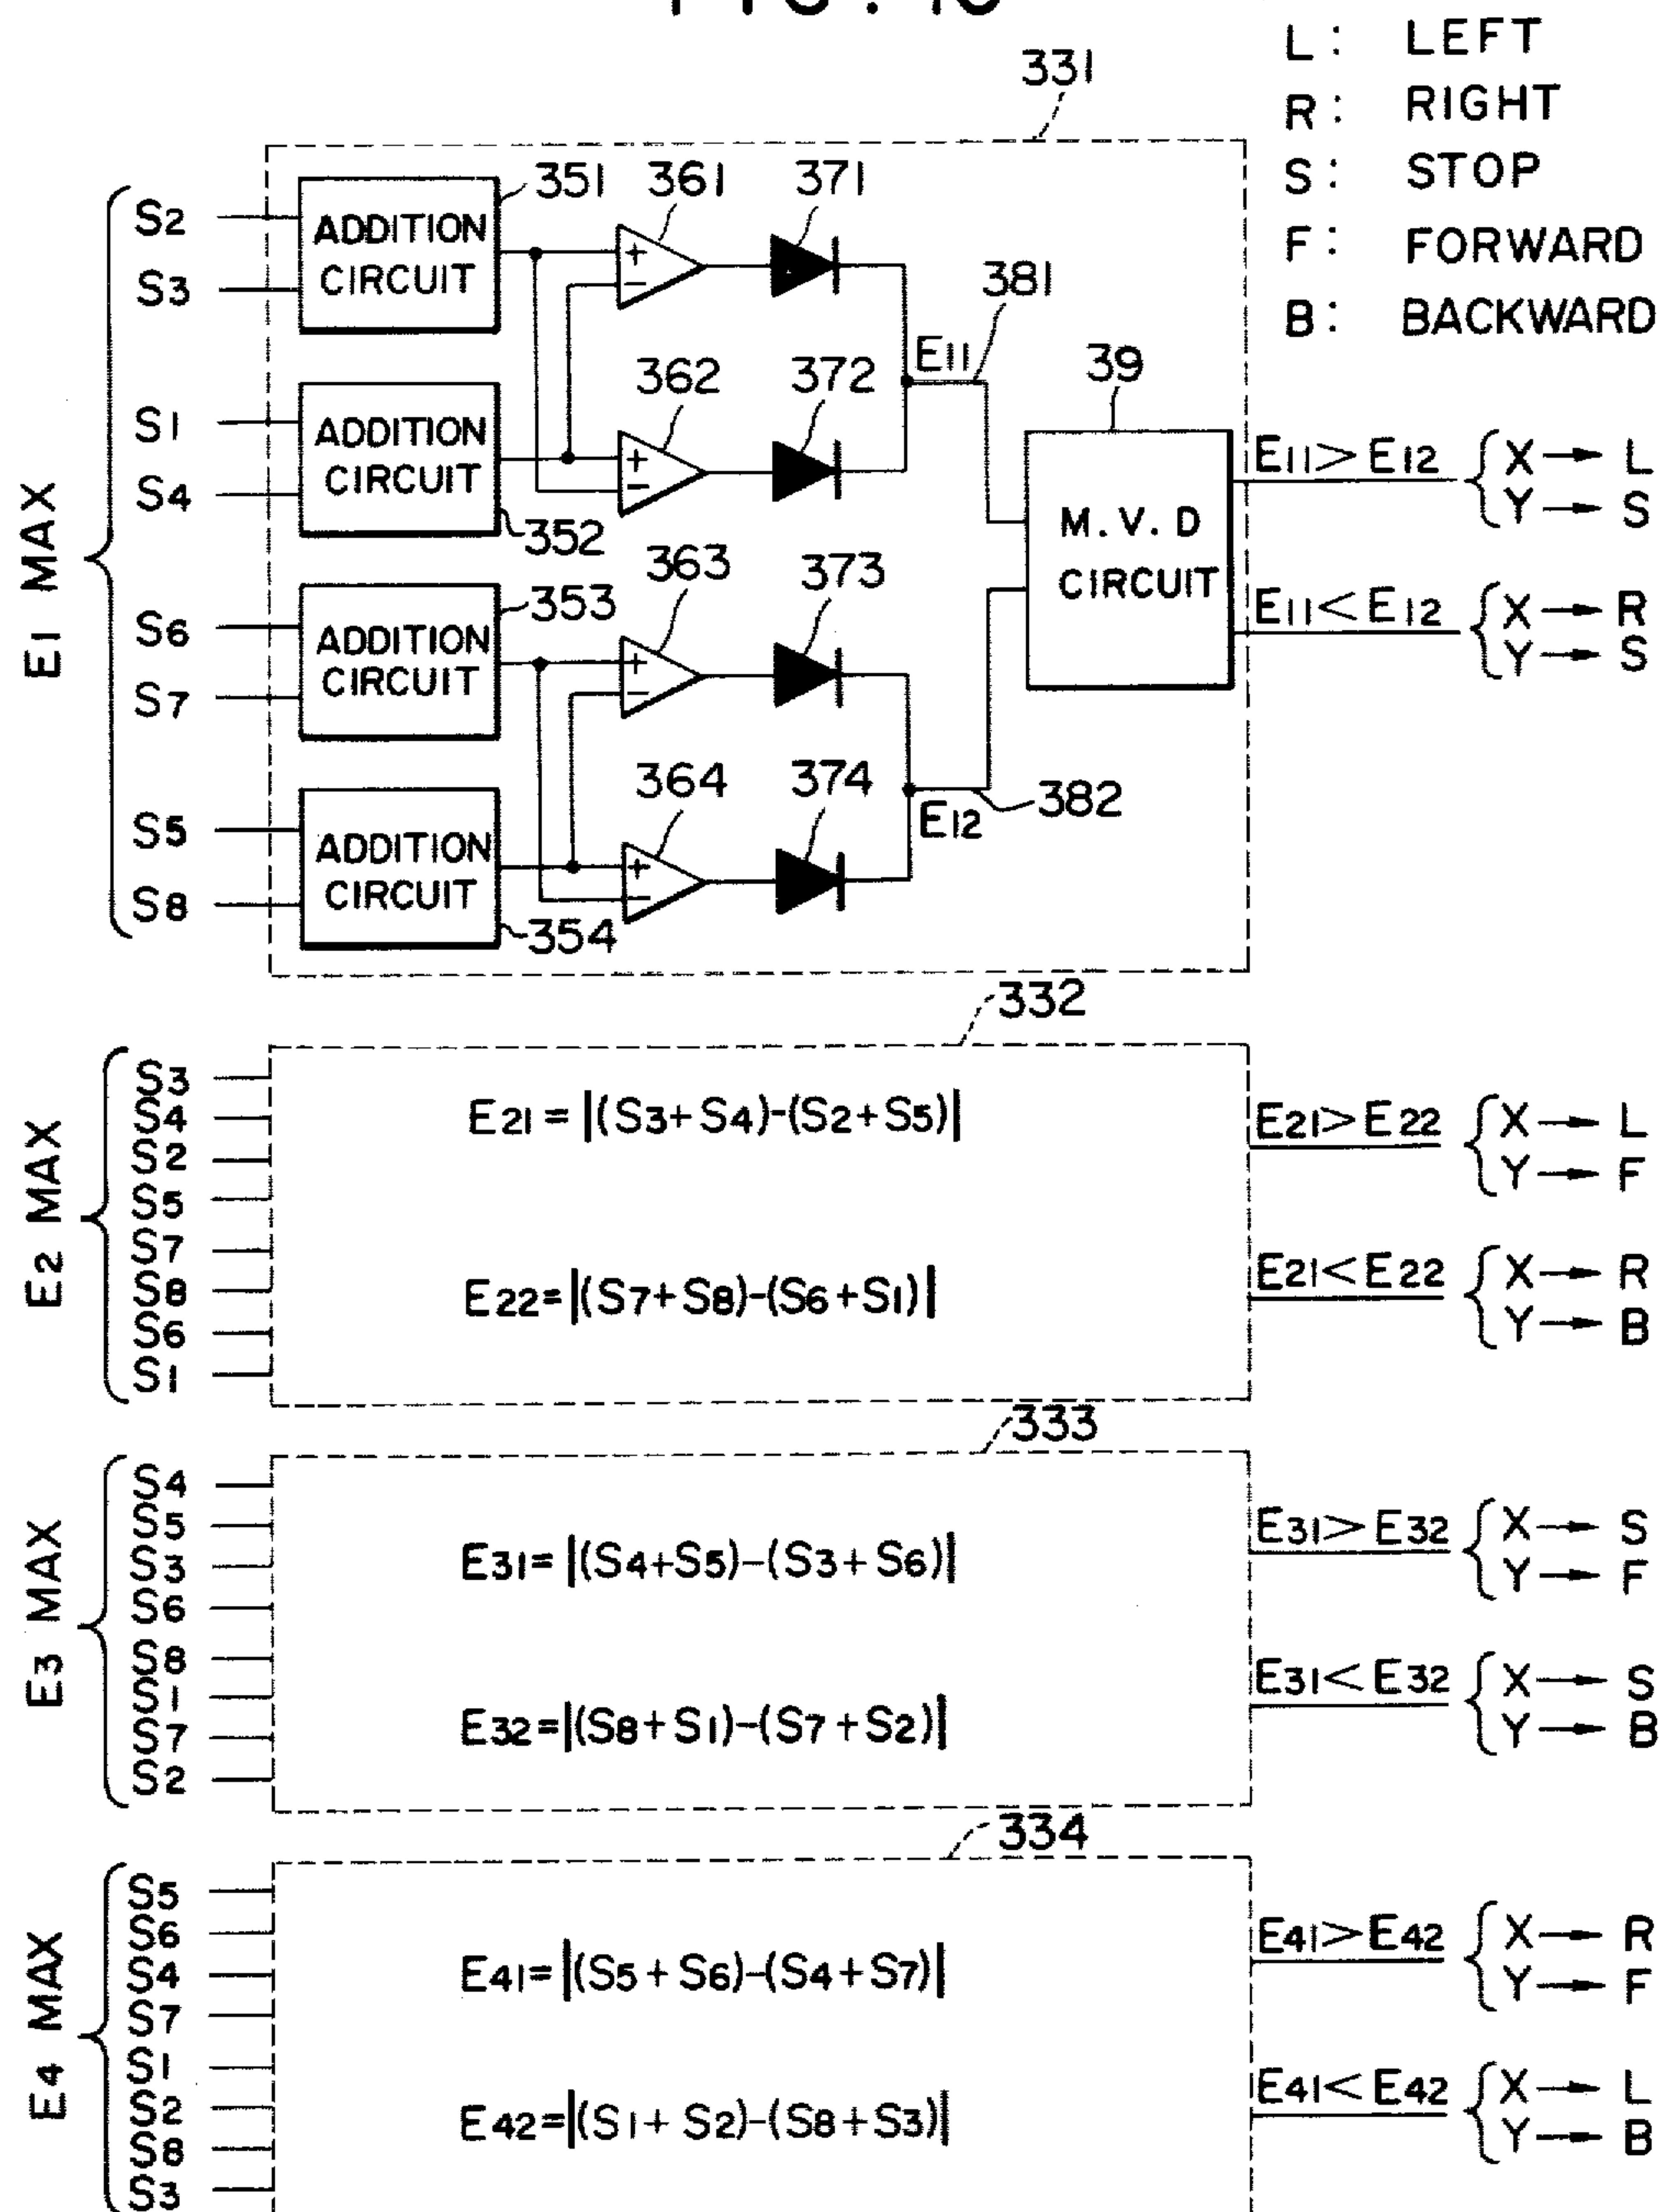 L : LEFT
R : RIGHT
S : STOP
F : FORWARD
B : BACKWARD
331
E1 MAX
S2
S3
S1
S4
S6
S7
S5
S8
ADDITION
CIRCUIT
351
361
371
381
E11
ADDITION
CIRCUIT
352
362
372
39
M.V.D
CIRCUIT
ADDITION
CIRCUIT
353
363
373
ADDITION
CIRCUIT
354
364
374
E12
382
E11 > E12
X → L
Y → S
E11 < E12
X → R
Y → S
332
E2 MAX
S3
S4
S2
S5
S7
S8
S6
S1
E21 = |(S3+S4)-(S2+S5)|
E22 = |(S7+S8)-(S6+S1)|
E21 > E22
X → L
Y → F
E21 < E22
X → R
Y → B
333
E3 MAX
S4
S5
S3
S6
S8
S1
S7
S2
E31 = |(S4+S5)-(S3+S6)|
E32 = |(S8+S1)-(S7+S2)|
E31 > E32
X → S
Y → F
E31 < E32
X → S
Y → B
334
E4 MAX
S5
S6
S4
S7
S1
S2
S8
S3
E41 = |(S5+S6)-(S4+S7)|
E42 = |(S1+S2)-(S8+S3)|
E41 > E42
X → R
Y → F
E41 < E42
X → L
Y → B